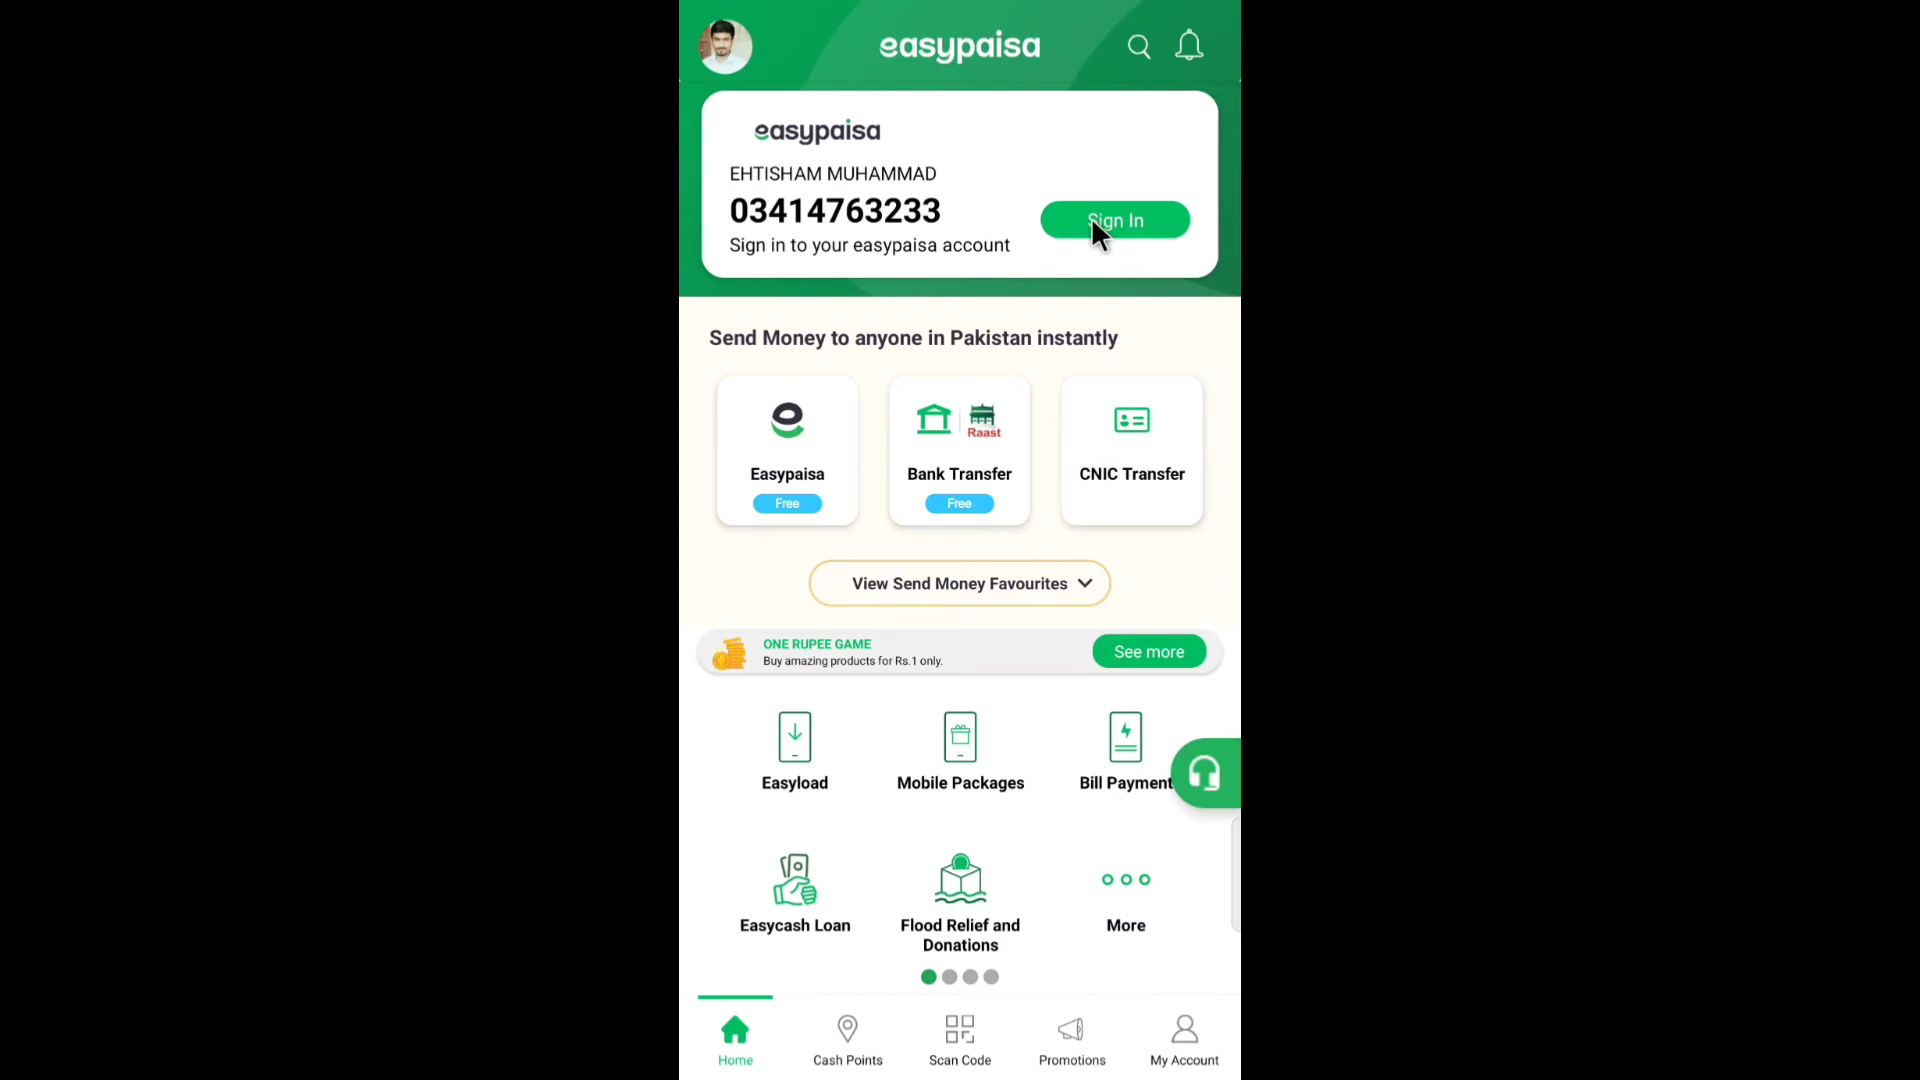 easypaisa
easypaisa
EHTISHAM MUHAMMAD
03414763233
Sign in to your easypaisa account
Sign In
Send Money to anyone in Pakistan instantly
Raast
Easypaisa
Bank Transfer
CNIC Transfer
Free
Free
View Send Money Favourites
ONE RUPEE GAME
Buy amazing products for Rs.1 only.
See more
Easyload
Mobile Packages
Bill Payment
Easycash Loan
Flood Relief and
Donations
More
Home
Cash Points
Scan Code
Promotions
My Account